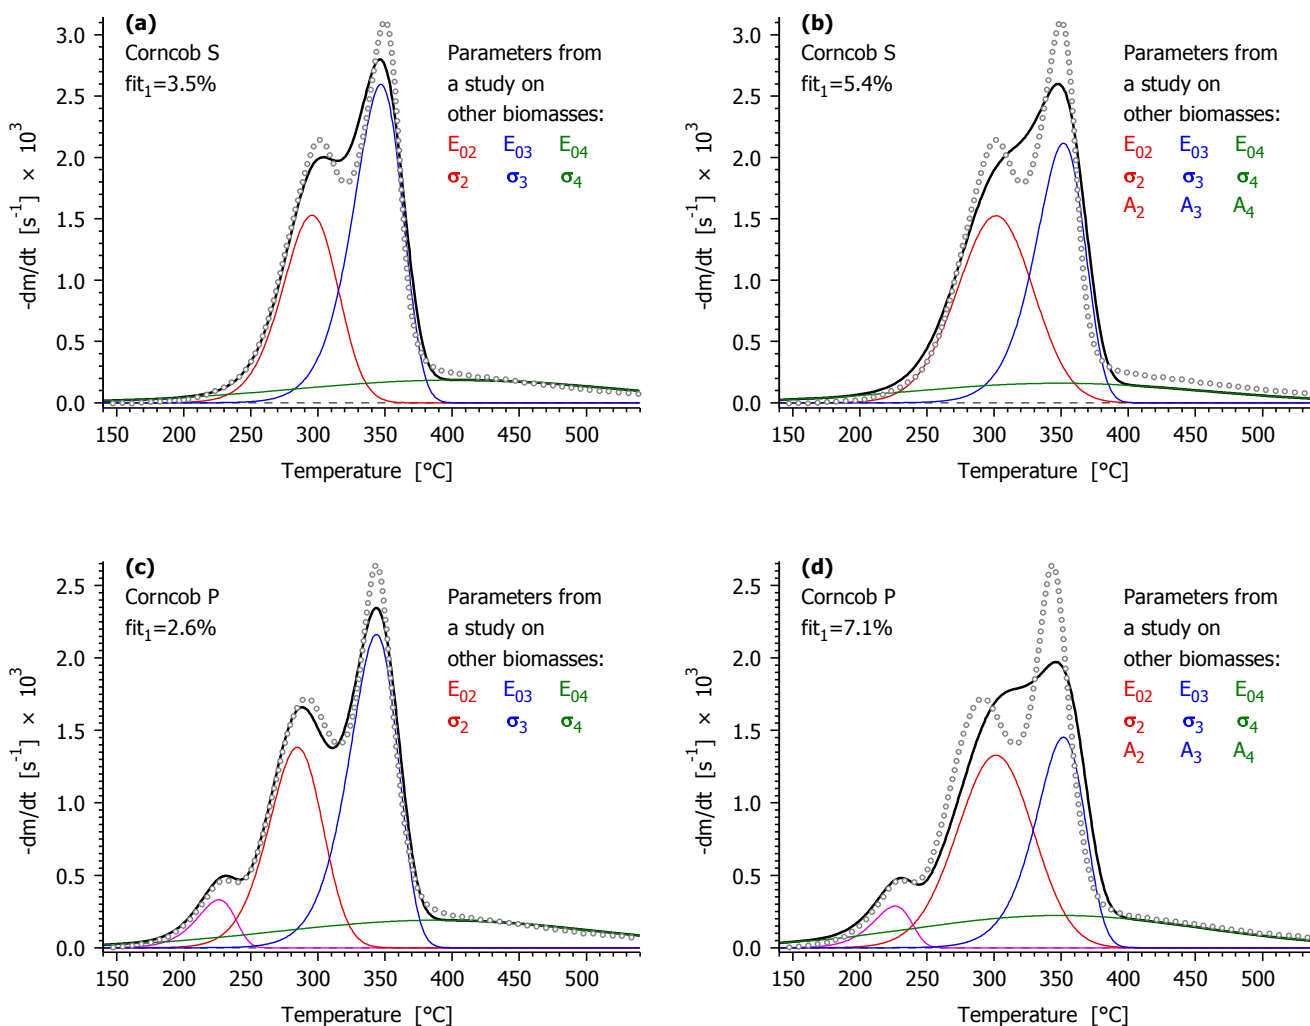 (a)
Corncob S
fit₁=3.5%
Parameters from
a study on
other biomasses:
E₀₂ E₀₃ E₀₄
σ₂ σ₃ σ₄
3.0
2.5
2.0
1.5
1.0
0.5
0.0
-dm/dt [s⁻¹] × 10³
150 200 250 300 350 400 450 500
Temperature [°C]
(b)
Corncob S
fit₁=5.4%
Parameters from
a study on
other biomasses:
E₀₂ E₀₃ E₀₄
σ₂ σ₃ σ₄
A₂ A₃ A₄
3.0
2.5
2.0
1.5
1.0
0.5
0.0
-dm/dt [s⁻¹] × 10³
150 200 250 300 350 400 450 500
Temperature [°C]
(c)
Corncob P
fit₁=2.6%
Parameters from
a study on
other biomasses:
E₀₂ E₀₃ E₀₄
σ₂ σ₃ σ₄
2.5
2.0
1.5
1.0
0.5
0.0
-dm/dt [s⁻¹] × 10³
150 200 250 300 350 400 450 500
Temperature [°C]
(d)
Corncob P
fit₁=7.1%
Parameters from
a study on
other biomasses:
E₀₂ E₀₃ E₀₄
σ₂ σ₃ σ₄
A₂ A₃ A₄
2.5
2.0
1.5
1.0
0.5
0.0
-dm/dt [s⁻¹] × 10³
150 200 250 300 350 400 450 500
Temperature [°C]